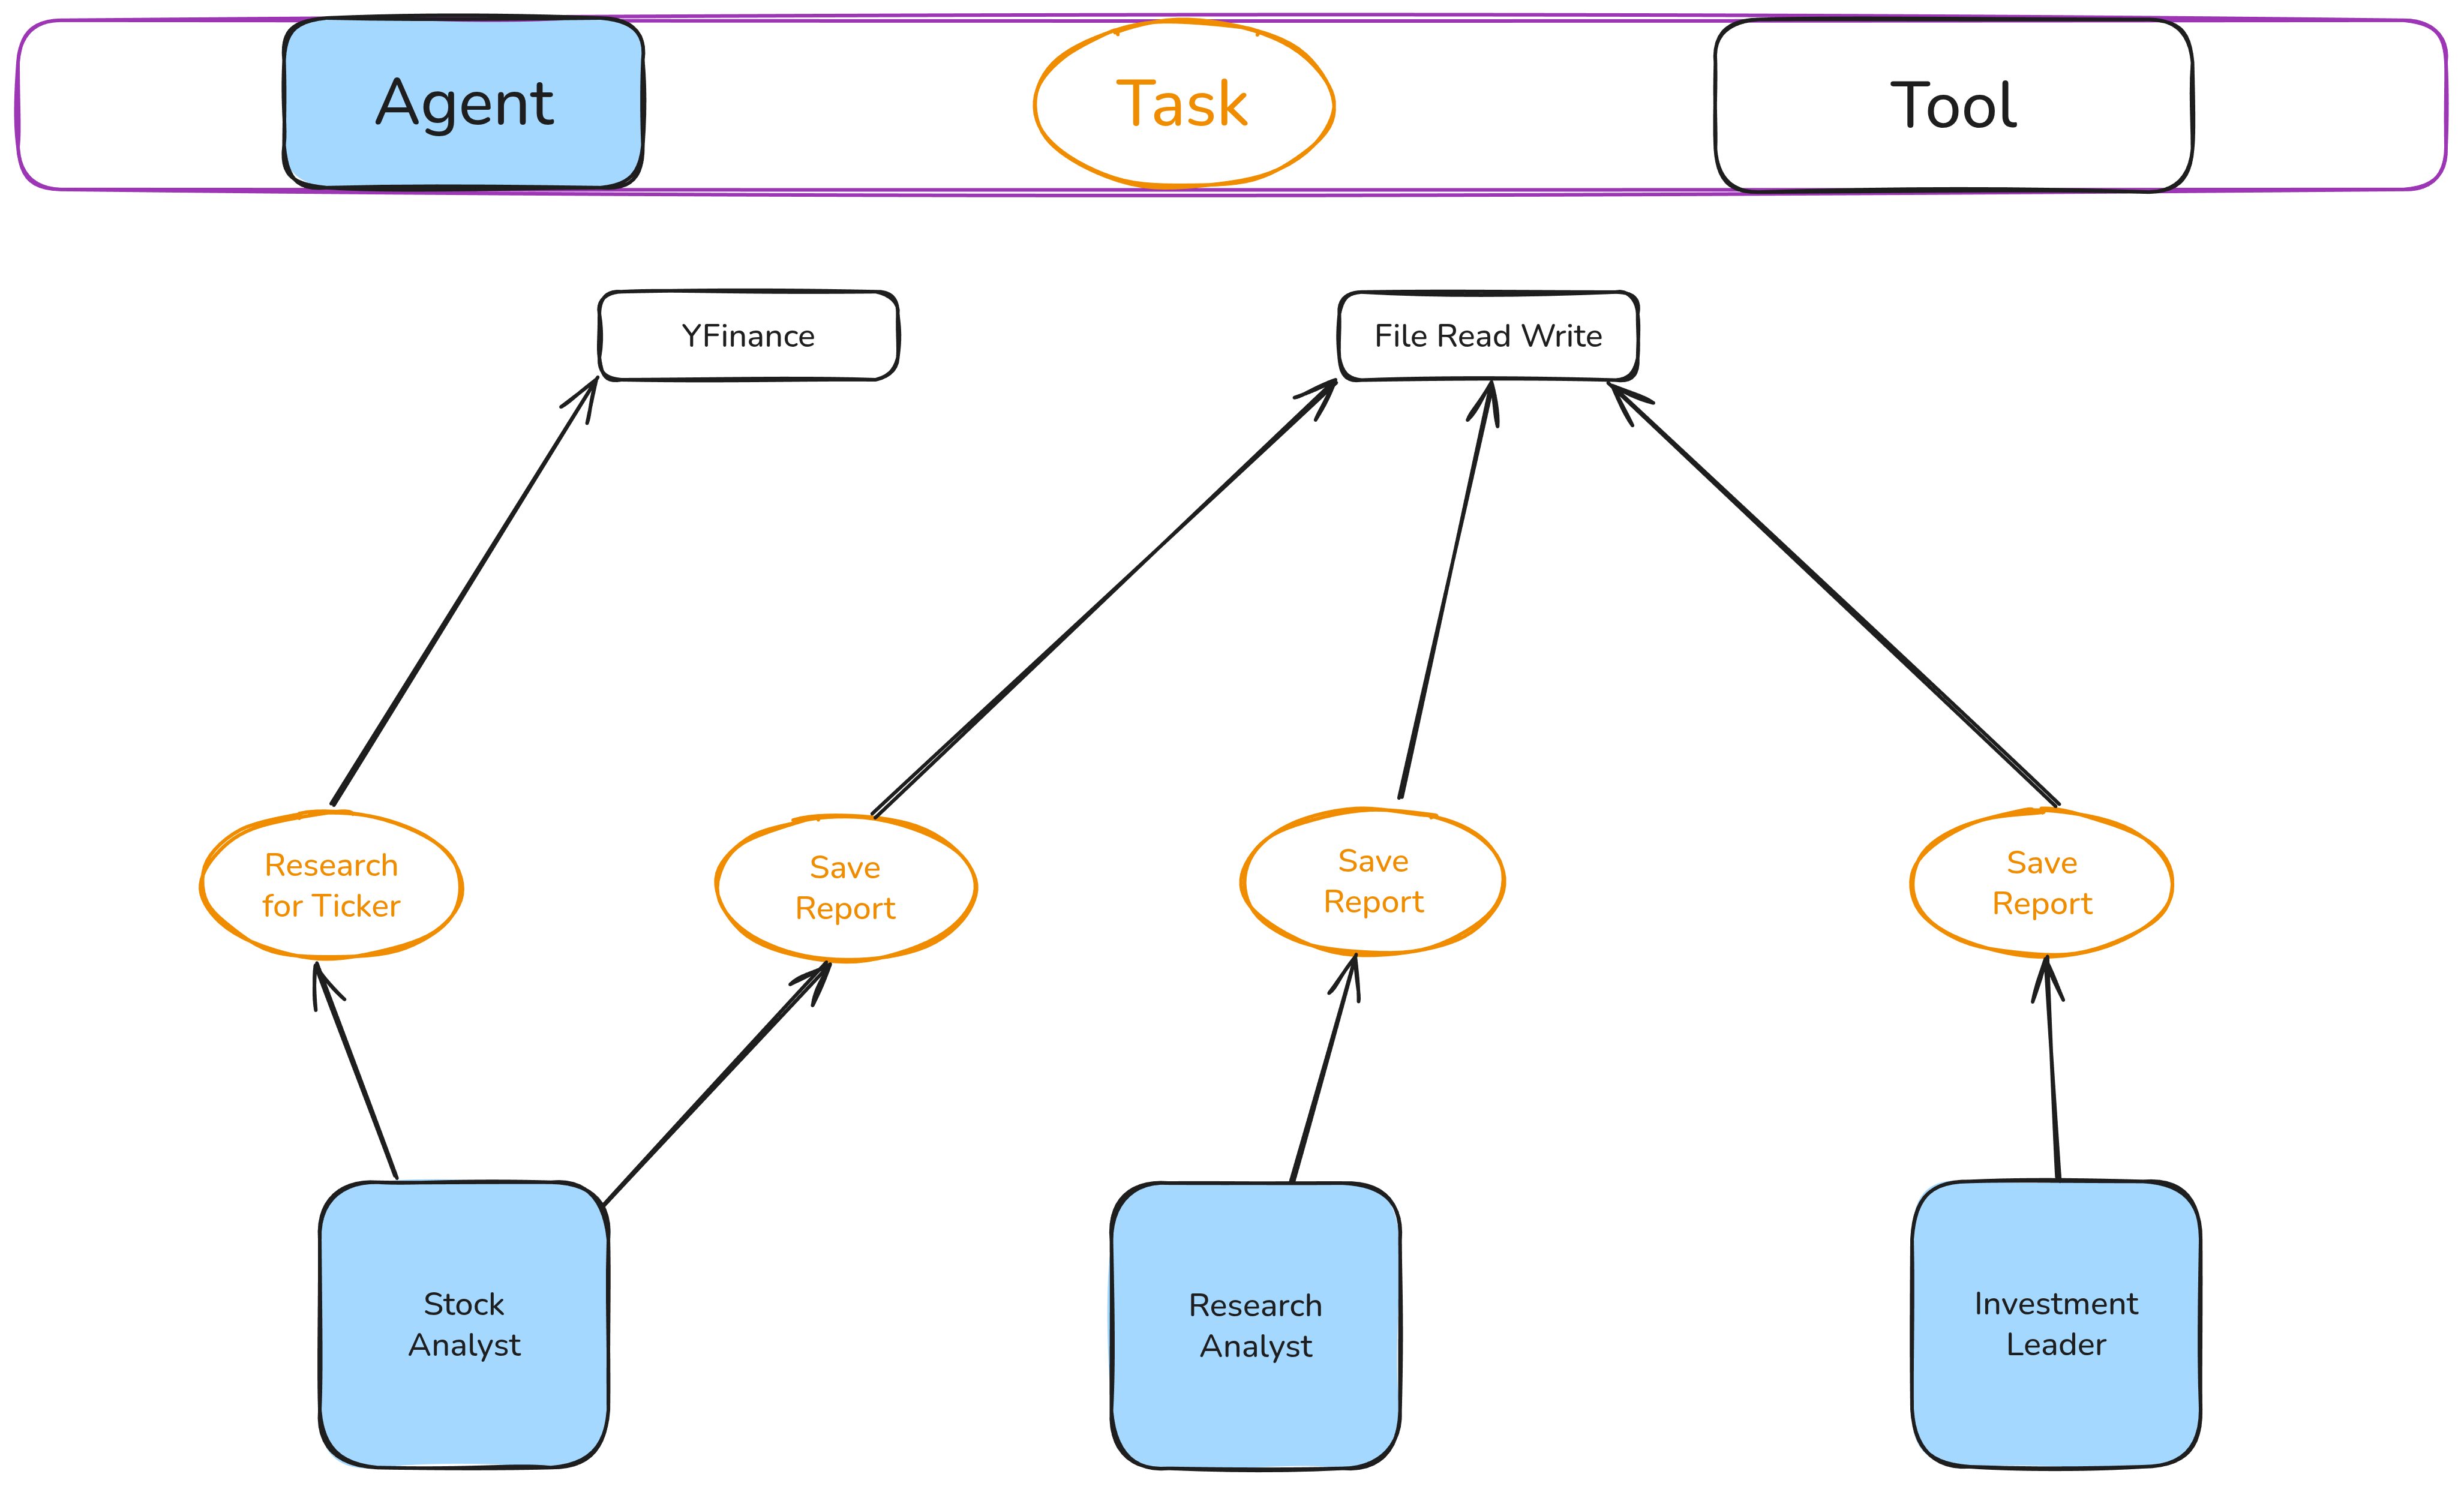 Agent
Task
Tool
YFinance
File Read Write
Research
for Ticker
Save
Report
Save
Report
Save
Report
Stock
Analyst
Research
Analyst
Investment
Leader